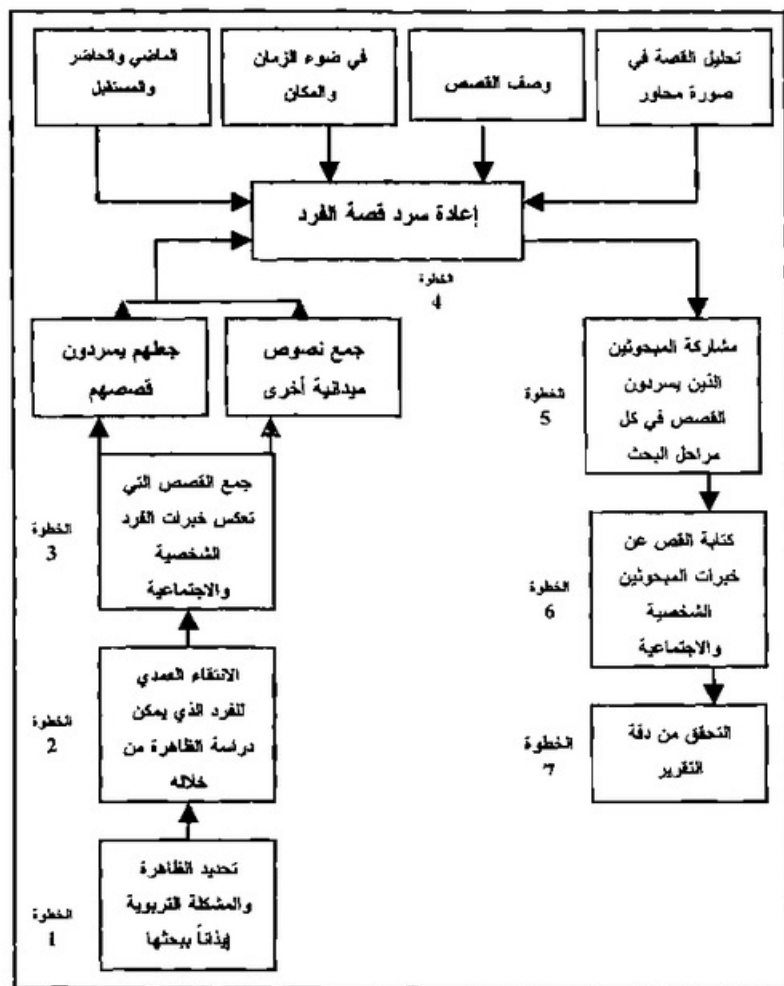 تحليل القصة في
صورة محاور
وصف القصص
في ضوء الزمان
والمكان
الماضي والحاضر
والمستقبل
إعادة سرد قصة الفرد
الخطوة
4
جمع نصوص
ميدانية أخرى
جعلهم يسردون
قصصهم
مشاركة المبحوثين
الذين يسردون
القصص في كل
مراحل البحث
الخطوة
5
جمع القصص التي
تعكس خبرات الفرد
الشخصية
والاجتماعية
الخطوة
3
كتابة القص عن
خبرات المبحوثين
الشخصية
والاجتماعية
الخطوة
6
الانتقاء العمدي
للفرد الذي يمكن
دراسة الظاهرة من
خلاله
الخطوة
2
التحقق من دقة
التقرير
الخطوة
7
تحديد الظاهرة
والمشكلة التربوية
إيذاناً ببحثها
الخطوة
1